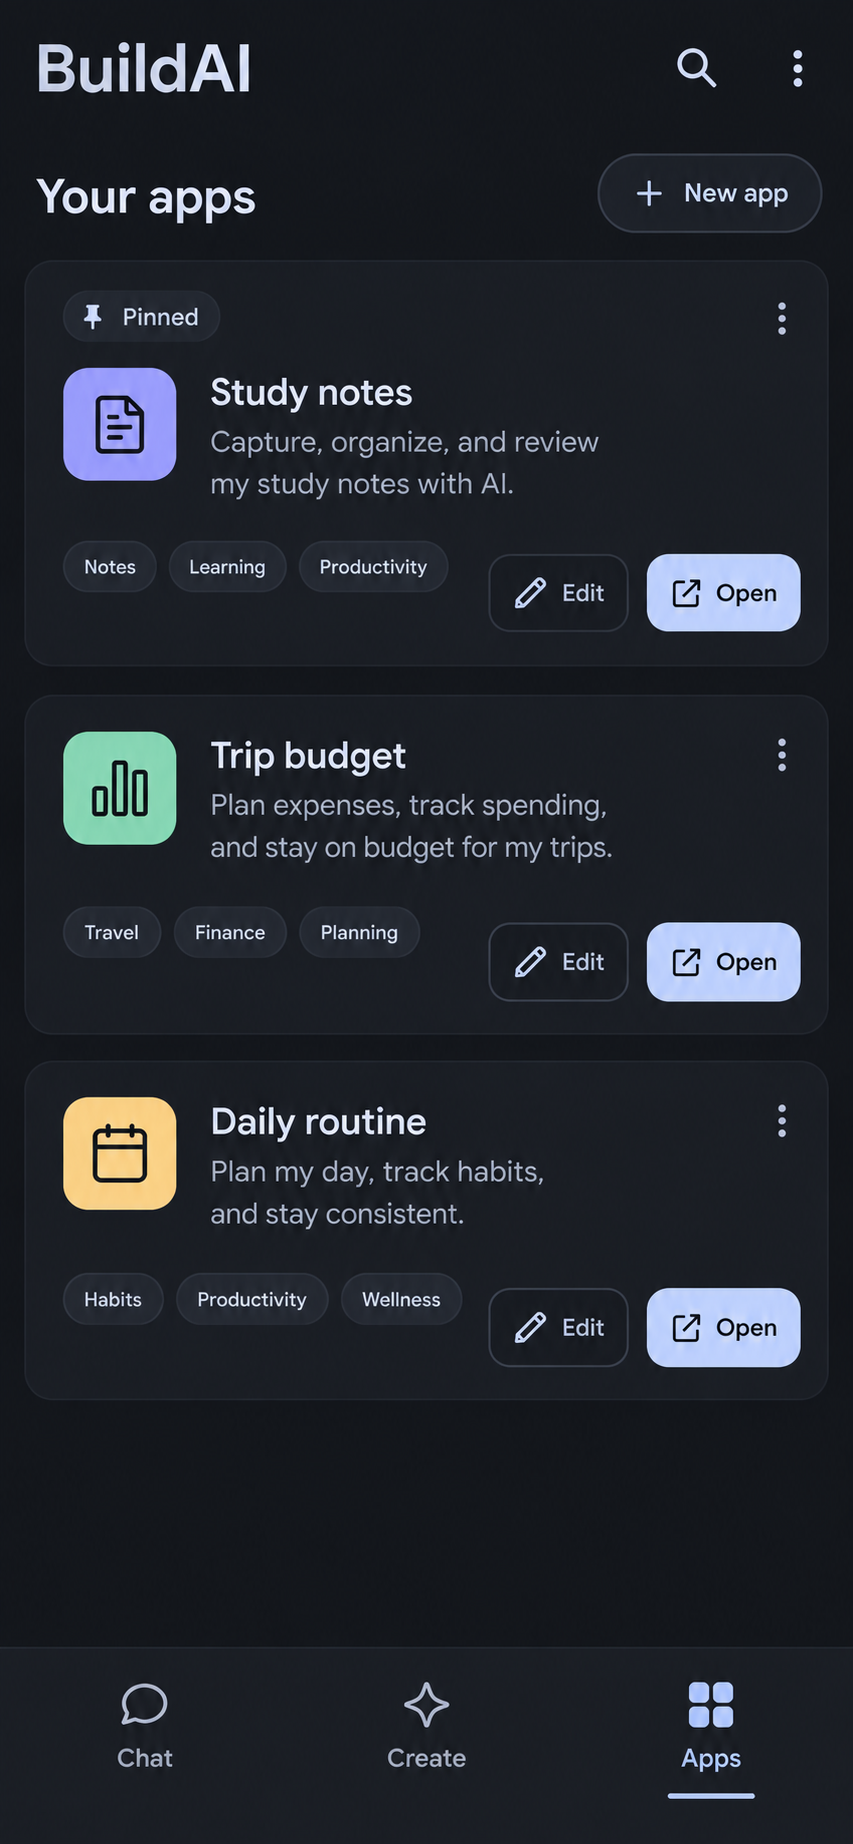 BuildAI
Your apps
New app
Pinned
Study notes
Capture, organize, and review
my study notes with AI.
Notes
Learning
Productivity
Edit
Open
Trip budget
Plan expenses, track spending,
and stay on budget for my trips.
Travel
Finance
Planning
Edit
Open
Daily routine
Plan my day, track habits,
and stay consistent.
Habits
Productivity
Wellness
Edit
Open
Chat
Create
Apps